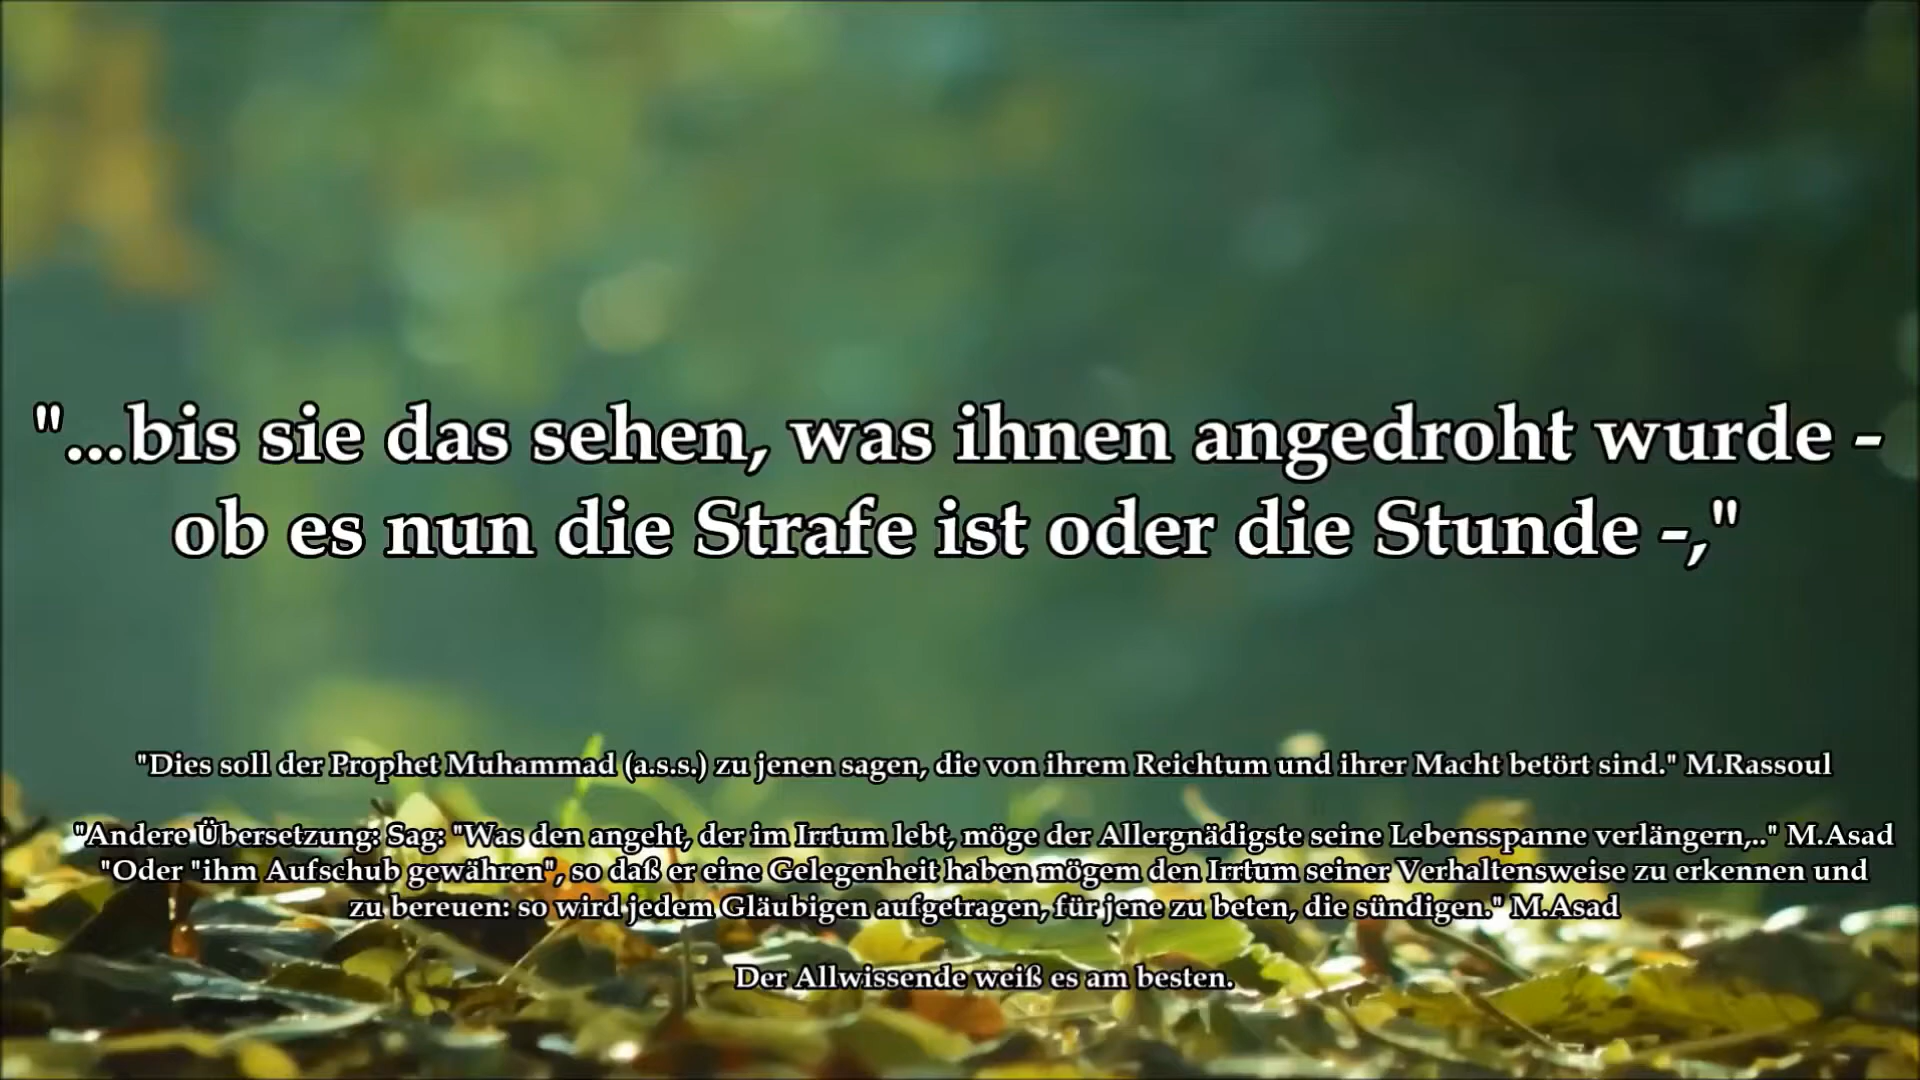 "...bis sie das sehen, was ihnen angedroht wurde -
ob es nun die Strafe ist oder die Stunde -,"
"Dies soll der Prophet Muhammad (a.s.s.) zu jenen sagen, die von ihrem Reichtum und ihrer Macht betört sind." M.Rassoul
"Andere Übersetzung: Sag: "Was den angeht, der im Irrtum lebt, möge der Allergnädigste seine Lebensspanne verlängern,.." M.Asad
"Oder "ihm Aufschub gewähren", so daß er eine Gelegenheit haben mögem den Irrtum seiner Verhaltensweise zu erkennen und
zu bereuen: so wird jedem Gläubigen aufgetragen, für jene zu beten, die sündigen." M.Asad
Der Allwissende weiß es am besten.